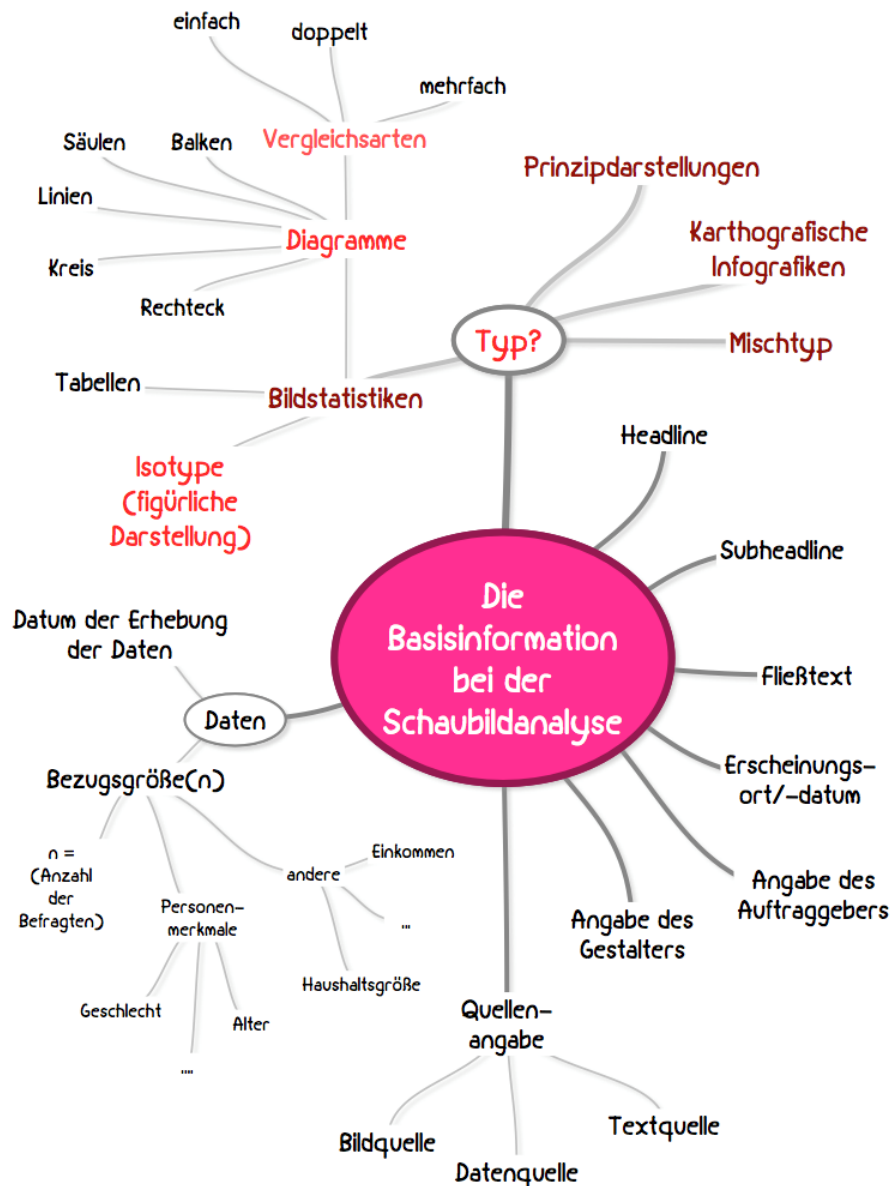 einfach
doppelt
mehrfach
Vergleichsarten
Säulen
Balken
Linien
Diagramme
Kreis
Rechteck
Prinzipdarstellungen
Karthografische
Infografiken
Typ?
Mischtyp
Tabellen
Bildstatistiken
Isotype
(figürliche
Darstellung)
Headline
Subheadline
Fließtext
Erscheinungs-
ort/-datum
Angabe des
Auftraggebers
Angabe des
Gestalters
Die
Basisinformation
bei der
Schaubildanalyse
Datum der Erhebung
der Daten
Daten
Bezugsgröße(n)
n =
(Anzahl
der
Befragten)
Personen-
merkmale
Geschlecht
....
Alter
andere
Einkommen
...
Haushaltsgröße
Quellen-
angabe
Bildquelle
Datenquelle
Textquelle